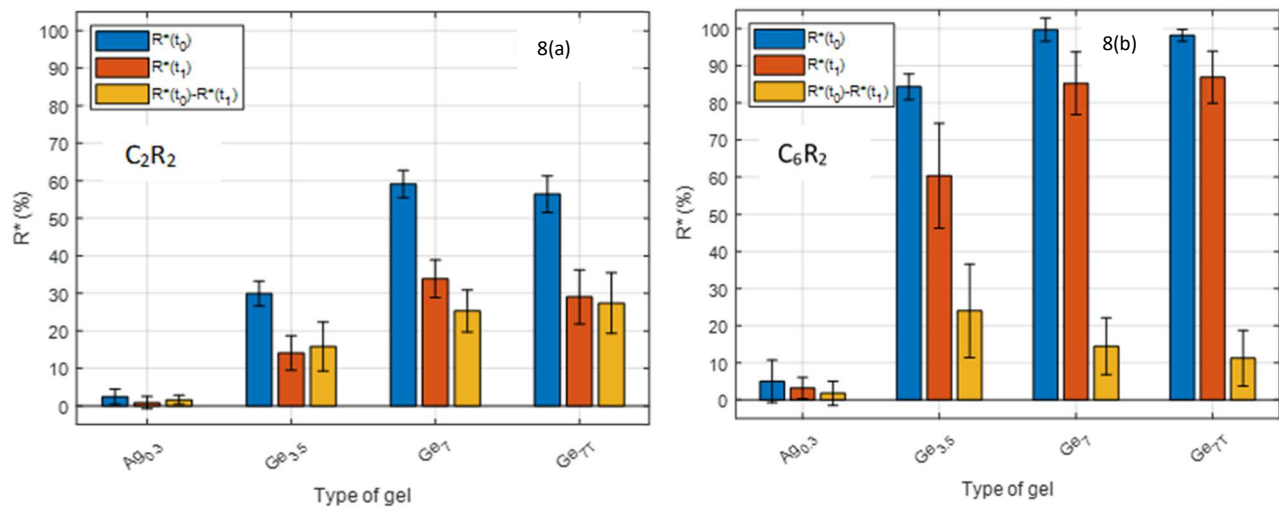 8(a)
R*(t₀)
R*(t₁)
R*(t₀)-R*(t₁)
C₂R₂
100
90
80
70
60
50
40
30
20
10
0
R* (%)
Ag₀.₃
Ge₃.₅
Ge₇
Ge₇T
Type of gel
8(b)
R*(t₀)
R*(t₁)
R*(t₀)-R*(t₁)
C₆R₂
100
90
80
70
60
50
40
30
20
10
0
R* (%)
Ag₀.₃
Ge₃.₅
Ge₇
Ge₇T
Type of gel